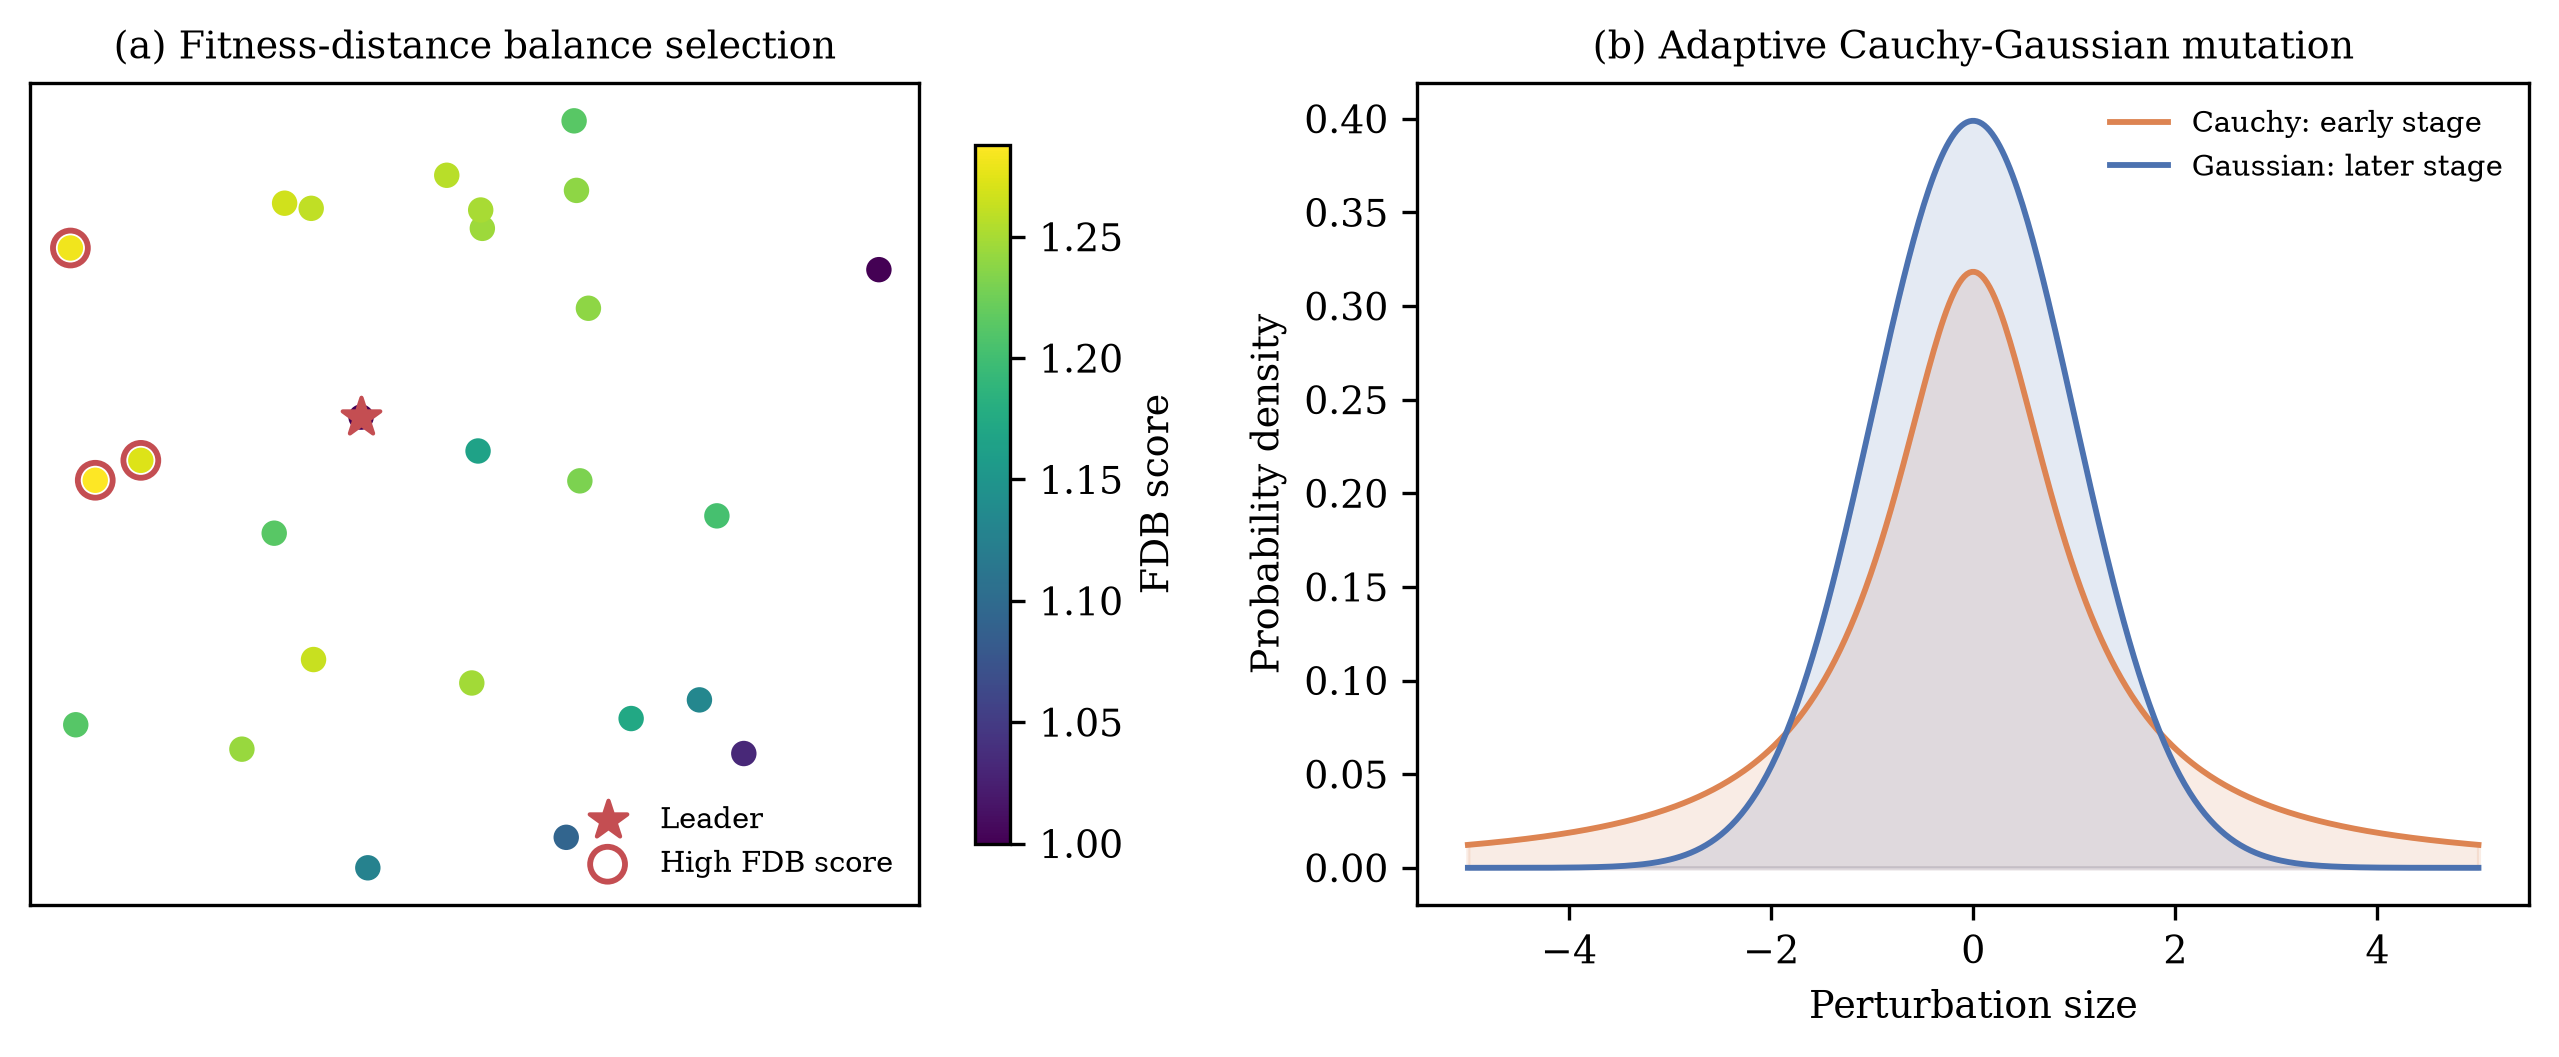 (a) Fitness-distance balance selection
Leader
High FDB score
1.25
1.20
1.15
1.10
1.05
1.00
FDB score
(b) Adaptive Cauchy-Gaussian mutation
Cauchy: early stage
Gaussian: later stage
0.40
0.35
0.30
0.25
0.20
0.15
0.10
0.05
0.00
Probability density
−4 −2 0 2 4
Perturbation size